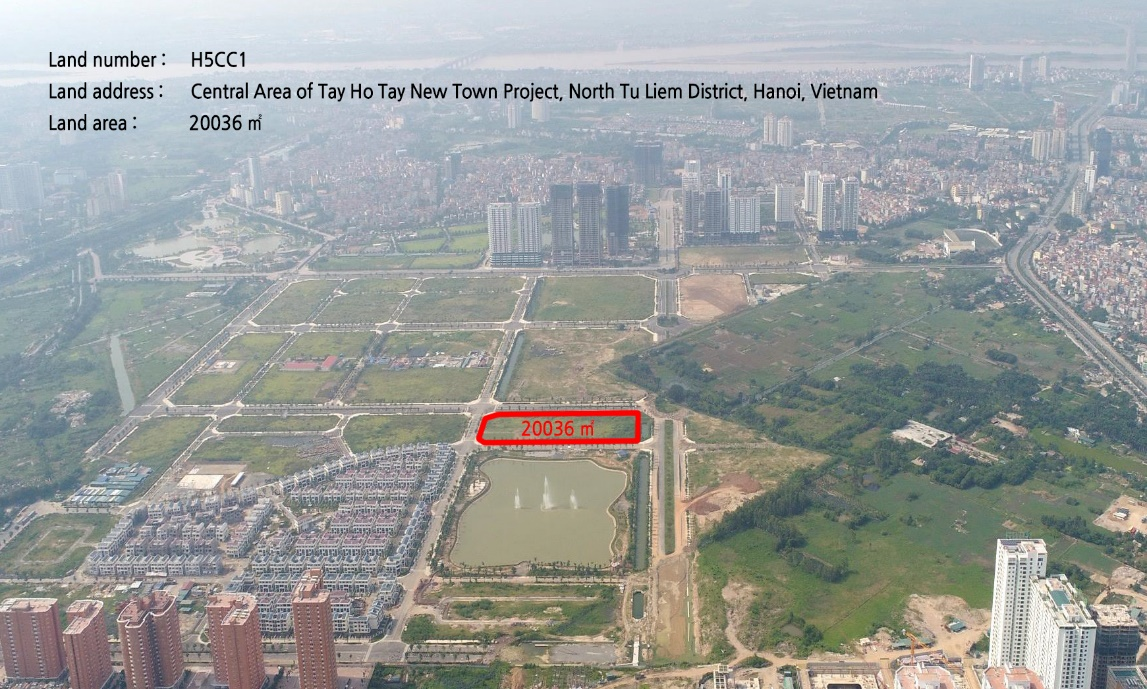 Land number : H5CC1
Land address : Central Area of Tay Ho Tay New Town Project, North Tu Liem District, Hanoi, Vietnam
Land area : 20036 ㎡
20036 ㎡